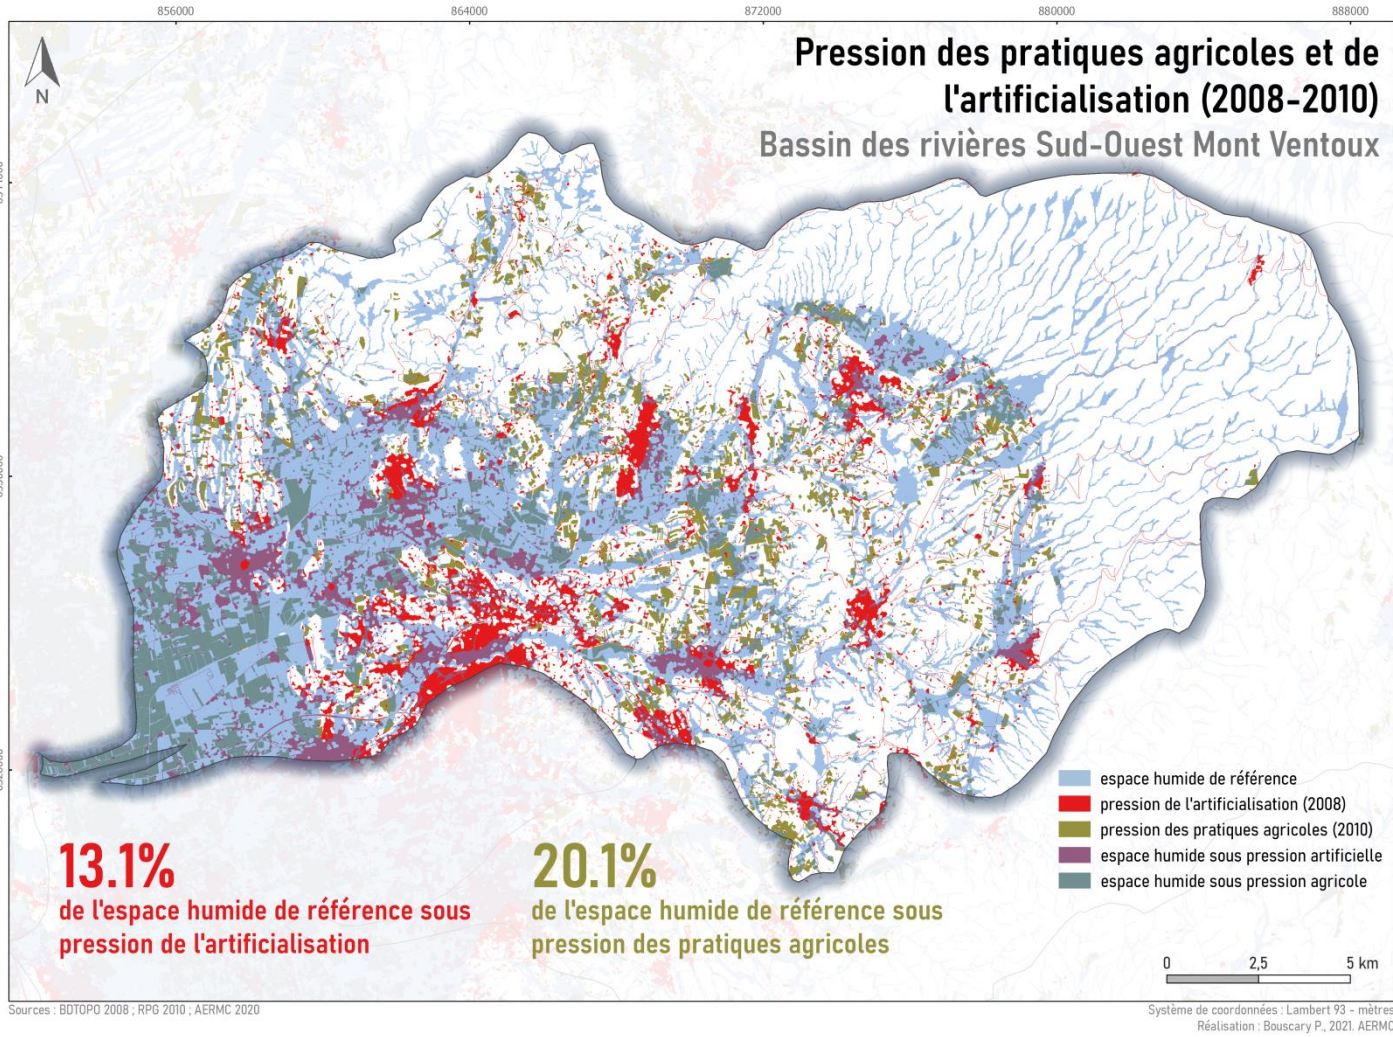 856000
864000
872000
880000
888000
N
Pression des pratiques agricoles et de
l'artificialisation (2008-2010)
Bassin des rivières Sud-Ouest Mont Ventoux
espace humide de référence
pression de l'artificialisation (2008)
pression des pratiques agricoles (2010)
espace humide sous pression artificielle
espace humide sous pression agricole
13.1%
de l'espace humide de référence sous
pression de l'artificialisation
20.1%
de l'espace humide de référence sous
pression des pratiques agricoles
0 2,5 5 km
Sources : BDTOPO 2008 ; RPG 2010 ; AERMC 2020
Système de coordonnées : Lambert 93 - mètres
Réalisation : Bouscary P., 2021. AERMC